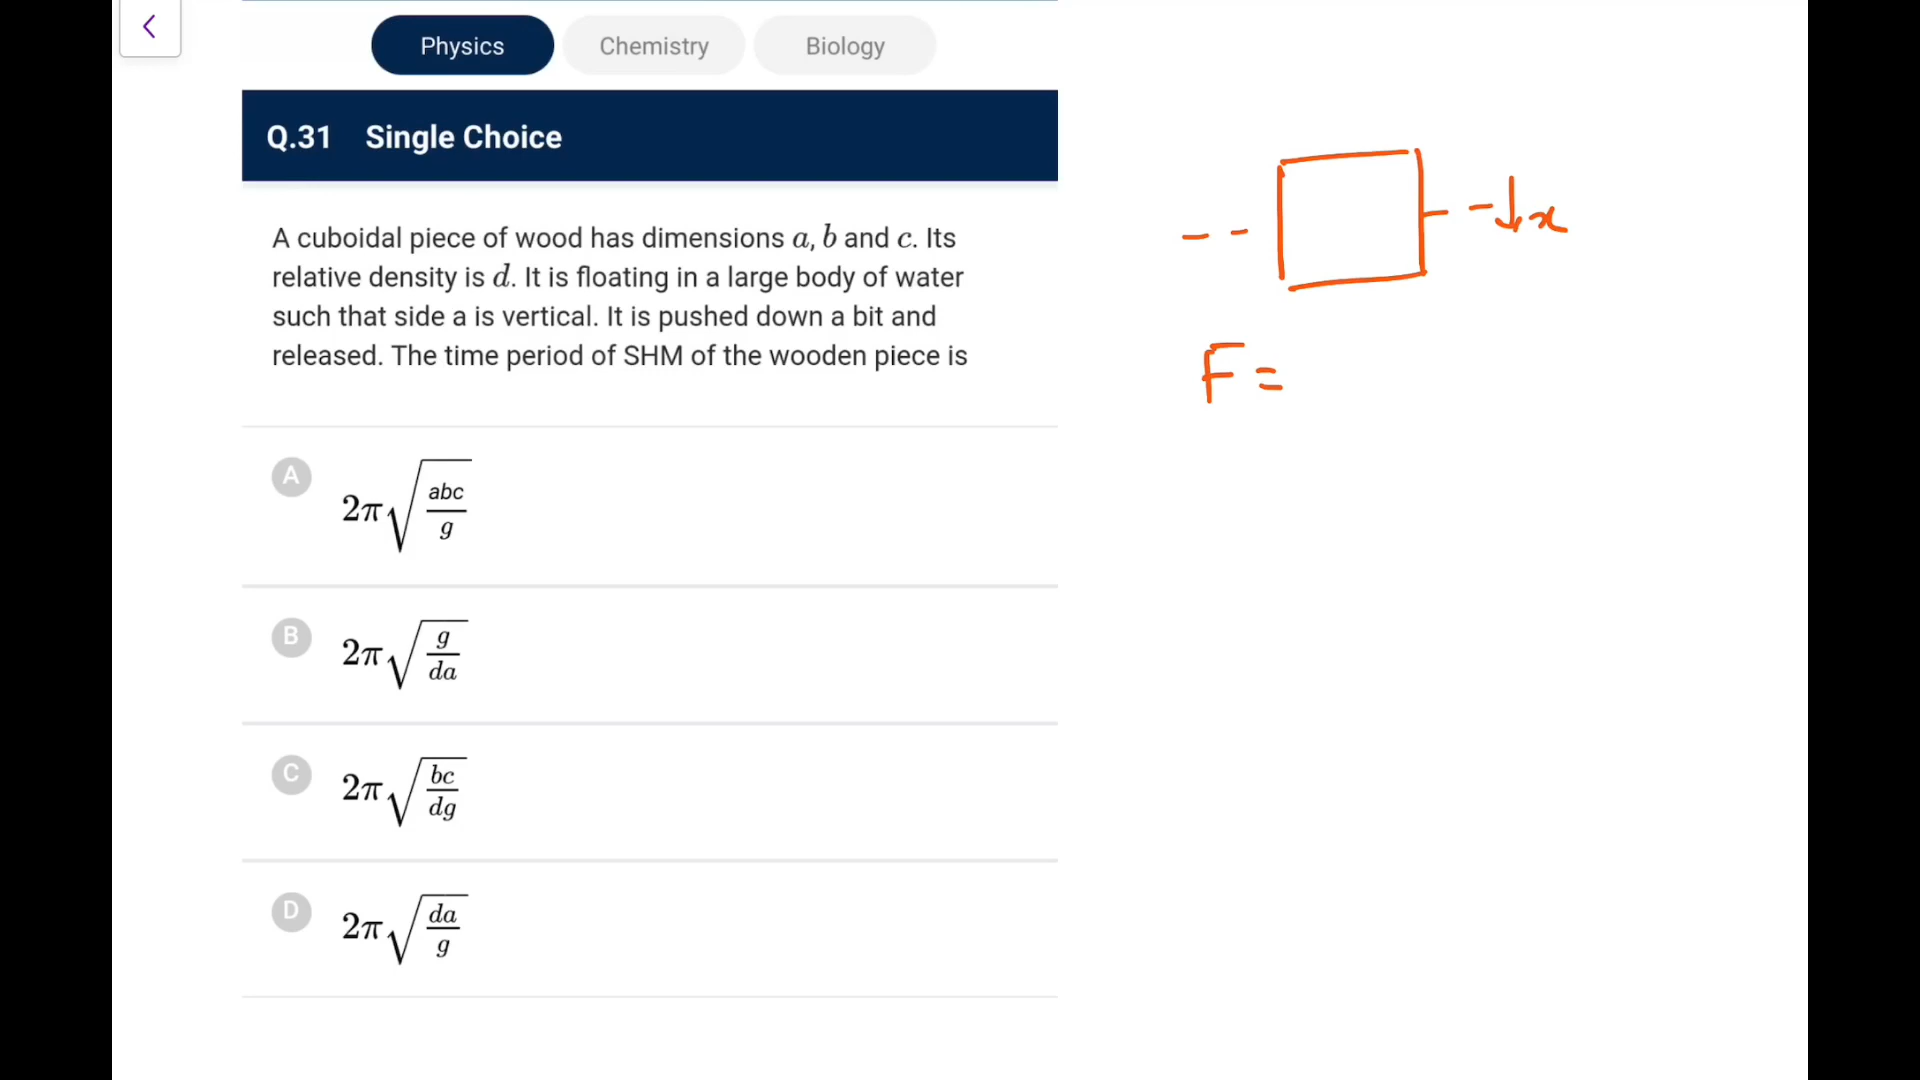 Physics Chemistry Biology
Q.31 Single Choice
A cuboidal piece of wood has dimensions a, b and c. Its
relative density is d. It is floating in a large body of water
such that side a is vertical. It is pushed down a bit and
released. The time period of SHM of the wooden piece is
A 2π√(abc/g)
B 2π√(g/da)
C 2π√(bc/dg)
D 2π√(da/g)
x
F =